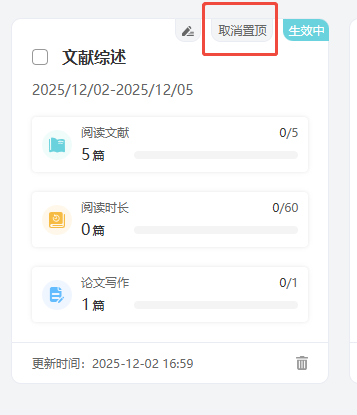 取消置顶
生效中
文献综述
2025/12/02-2025/12/05
阅读文献
0/5
5篇
阅读时长
0/60
0篇
论文写作
0/1
1篇
更新时间：2025-12-02 16:59